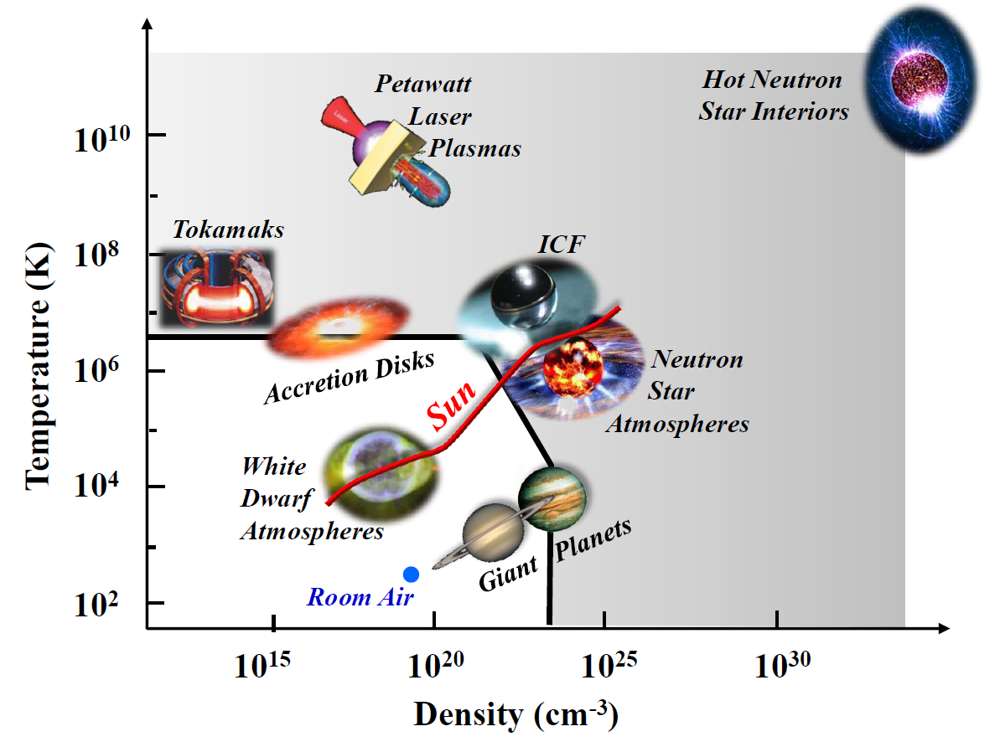 Petawatt
Laser
Plasmas
Laser
Hot Neutron
Star Interiors
10¹⁰
Tokamaks
10⁸
ICF
Temperature (K)
10⁶
Accretion Disks
Sun
Neutron
Star
Atmospheres
White
Dwarf
Atmospheres
10⁴
Giant Planets
Room Air
10²
10¹⁵
10²⁰
10²⁵
10³⁰
Density (cm⁻³)